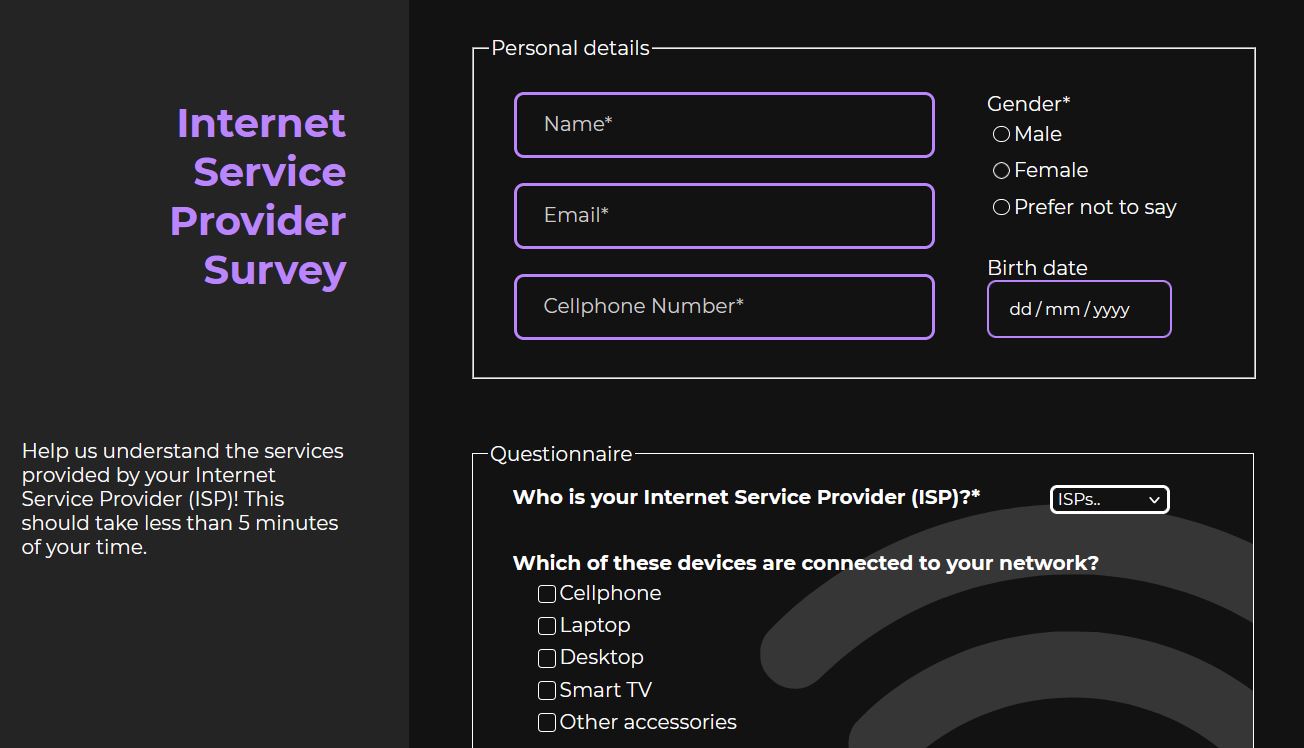 Internet
Service
Provider
Survey
Help us understand the services
provided by your Internet
Service Provider (ISP)! This
should take less than 5 minutes
of your time.
Personal details
Name*
Email*
Cellphone Number*
Gender*
Male
Female
Prefer not to say
Birth date
dd/mm/yyyy
Questionnaire
Who is your Internet Service Provider (ISP)?*
ISPs..
Which of these devices are connected to your network?
Cellphone
Laptop
Desktop
Smart TV
Other accessories